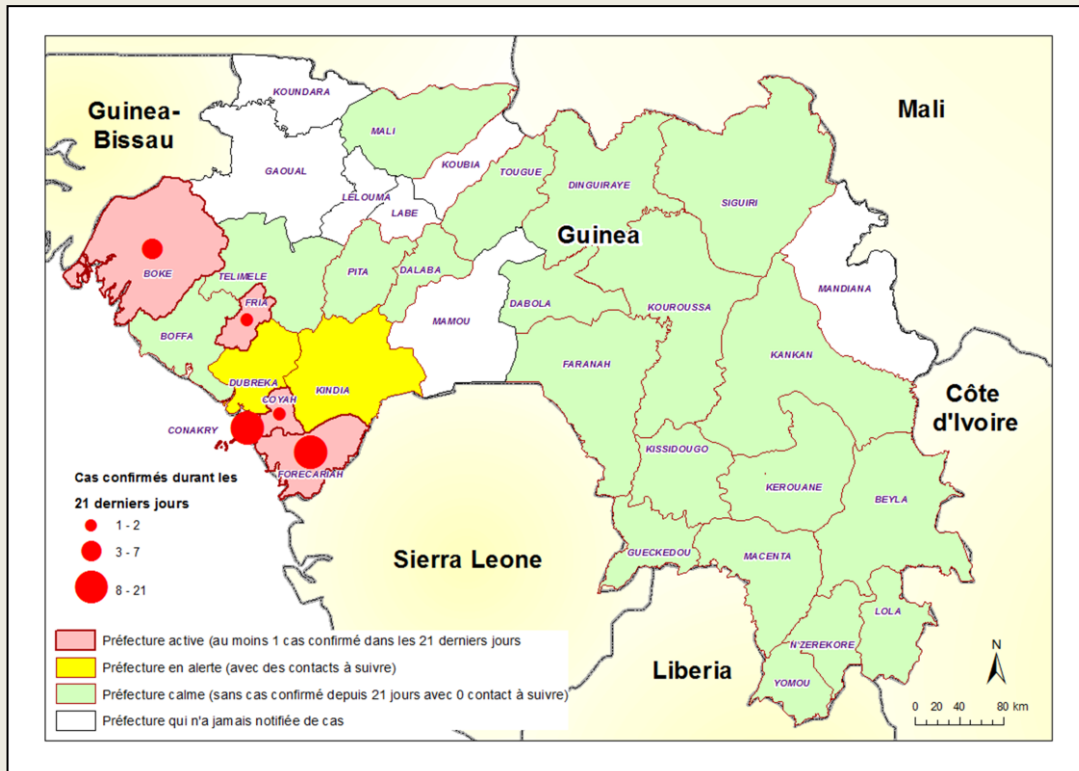 KOUNDARA
Guinea-
Bissau
Mali
MALI
KOUBIA
GAOUAL
TOUGUE
DINGUIRAYE
LELOUMA
LABE
SIGUIRI
Guinea
BOKE
TELIMELE
PITA
DALABA
MANDIANA
FRIA
DABOLA
KOUROUSSA
MAMOU
BOFFA
FARANAH
KANKAN
DUBREKA
KINDIA
COYAH
Côte
d'Ivoire
CONAKRY
KISSIDOUGO
FORECARIAH
Cas confirmés durant les
21 derniers jours
1 - 2
3 - 7
8 - 21
KEROUANE
BEYLA
GUECKEDOU
MACENTA
Sierra Leone
LOLA
N'ZEREKORE
Liberia
YOMOU
N
0 20 40 80 km
Préfecture active (au moins 1 cas confirmé dans les 21 derniers jours
Préfecture en alerte (avec des contacts à suivre)
Préfecture calme (sans cas confirmé depuis 21 jours avec 0 contact à suivre)
Préfecture qui n'a jamais notifiée de cas